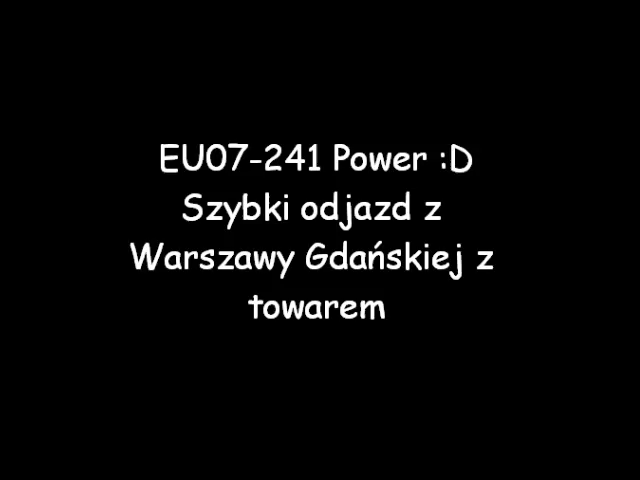 EU07-241 Power :D
Szybki odjazd z
Warszawy Gdańskiej z
towarem